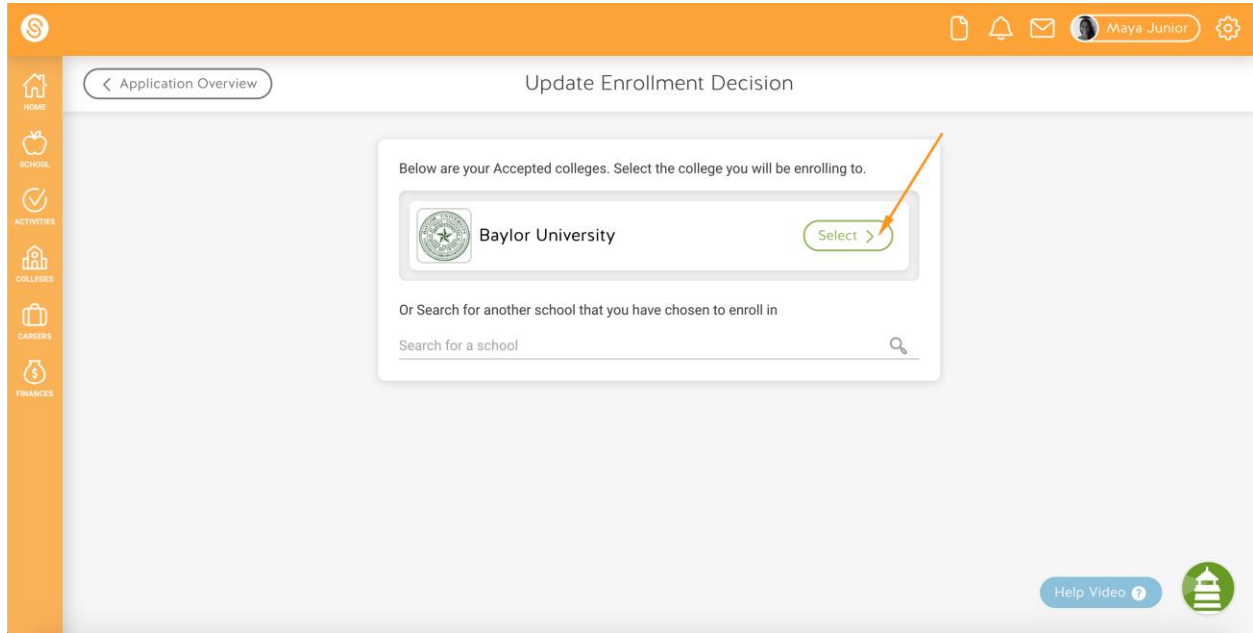 Maya Junior
Application Overview
Update Enrollment Decision
HOME
SCHOOL
ACTIVITIES
COLLEGES
CAREERS
FINANCES
Below are your Accepted colleges. Select the college you will be enrolling to.
Baylor University
Select
Or Search for another school that you have chosen to enroll in
Search for a school
Help Video ?